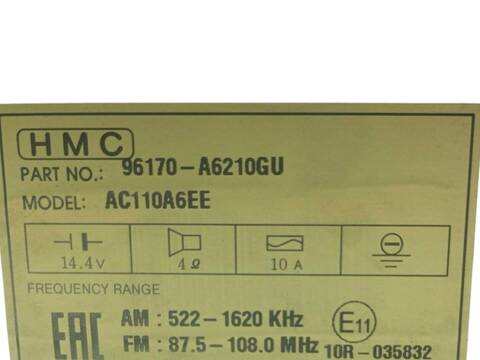 HMC
PART NO.: 96170-A6210GU
MODEL: AC110A6EE
14.4V 4Ω 10 A
FREQUENCY RANGE
EAC AM : 522-1620 KHz E11
FM : 87.5-108.0 MHz 10R-035832